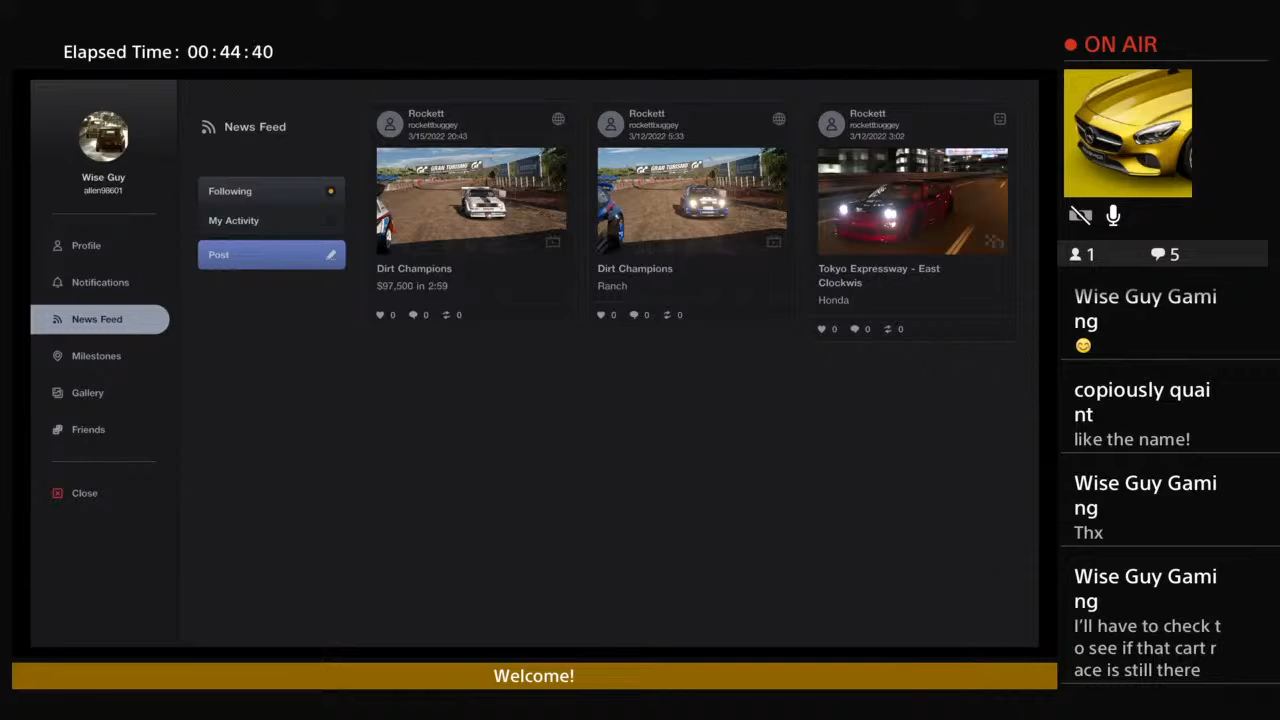 Elapsed Time: 00:44:40
ON AIR
Wise Guy
allen98601
Profile
Notifications
News Feed
Milestones
Gallery
Friends
Close
News Feed
Following
My Activity
Post
Rockett
rockettbuggey
3/15/2022 20:43
GRAN TURISMO
Dirt Champions
$97,500 in 2:59
0 0 0
Rockett
rockettbuggey
3/12/2022 5:33
GRAN TURISMO
Dirt Champions
Ranch
0 0 0
Rockett
rockettbuggey
3/12/2022 3:02
Tokyo Expressway - East
Clockwis
Honda
0 0 0
1 5
Wise Guy Gami
ng
😊
copiously quai
nt
like the name!
Wise Guy Gami
ng
Thx
Wise Guy Gami
ng
I'll have to check t
o see if that cart r
ace is still there
Welcome!